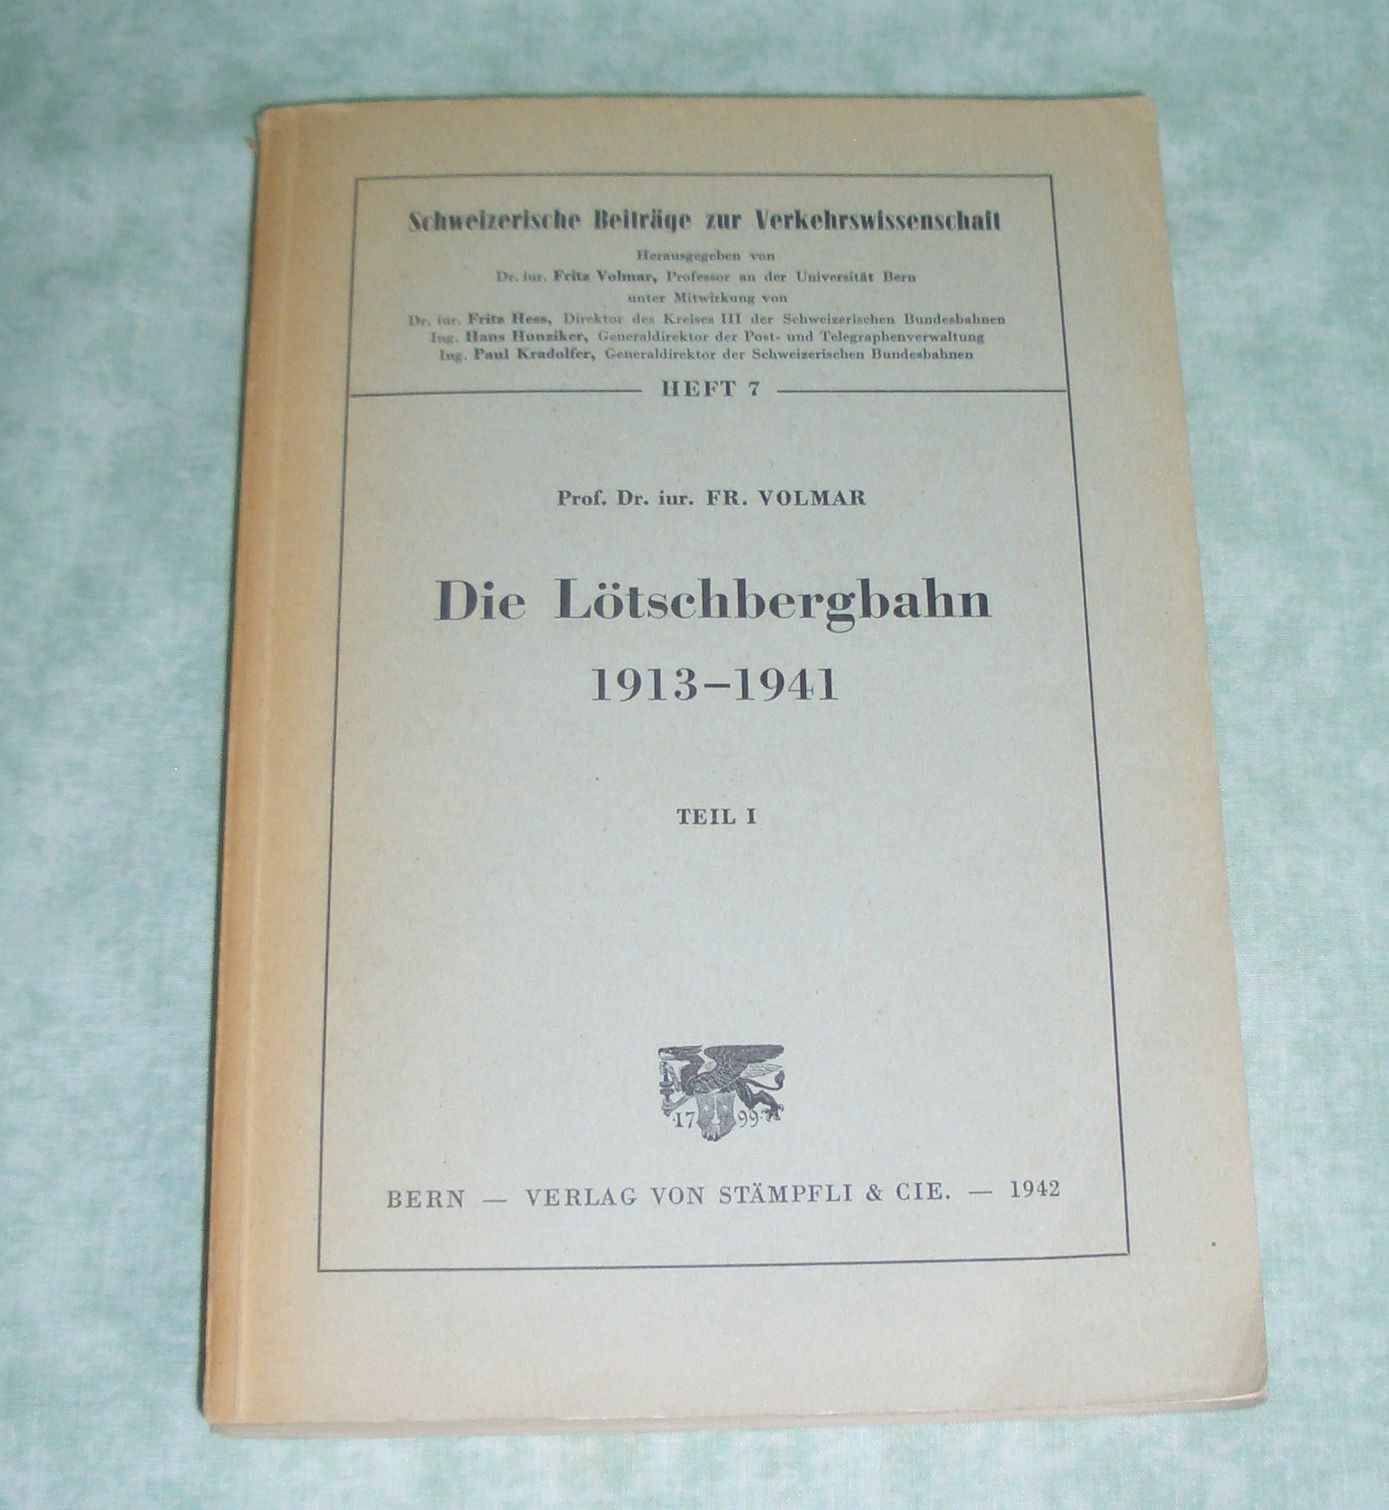 Schweizerische Beiträge zur Verkehrswissenschaft
Herausgegeben von
Dr. iur. Fritz Volmar, Professor an der Universität Bern
unter Mitwirkung von
Dr. iur. Fritz Hess, Direktor des Kreises III der Schweizerischen Bundesbahnen
Ing. Hans Hunziker, Generaldirektor der Post- und Telegraphenverwaltung
Ing. Paul Kradolfer, Generaldirektor der Schweizerischen Bundesbahnen
HEFT 7
Prof. Dr. iur. FR. VOLMAR
Die Lötschbergbahn
1913–1941
TEIL I
17 99
BERN — VERLAG VON STÄMPFLI & CIE. — 1942